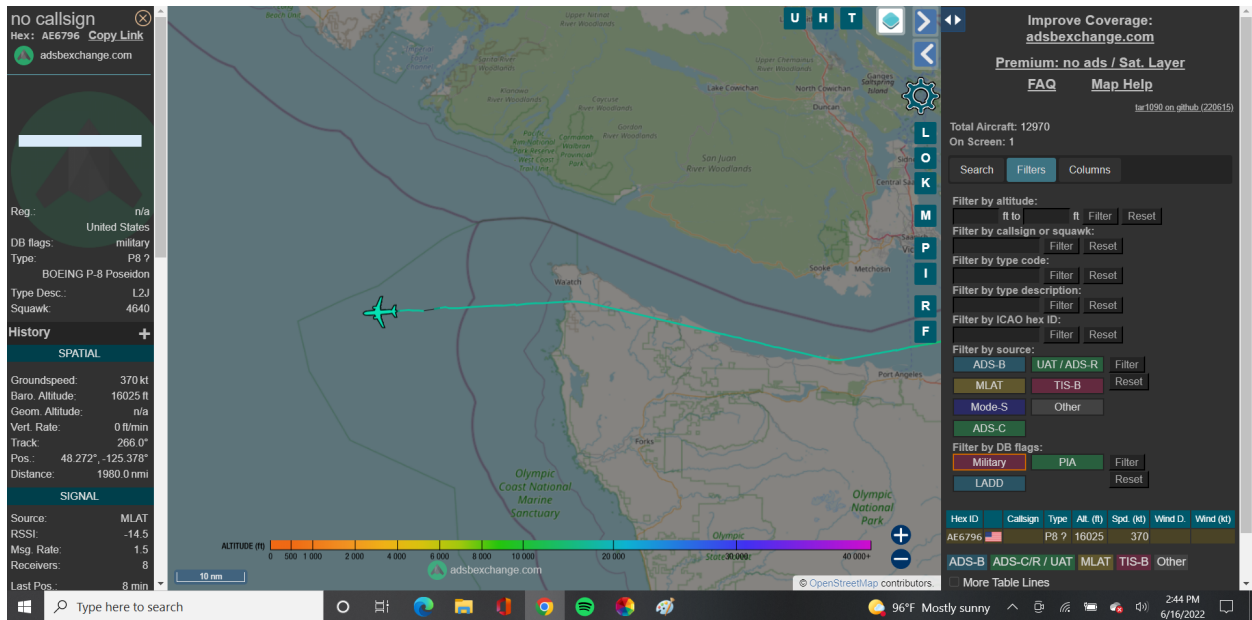 no callsign
Hex: AE6796 Copy Link
adsbexchange.com
Reg.: n/a
United States
DB flags: military
Type: P8 ?
BOEING P-8 Poseidon
Type Desc.: L2J
Squawk: 4640
History +
SPATIAL
Groundspeed: 370 kt
Baro. Altitude: 16025 ft
Geom. Altitude: n/a
Vert. Rate: 0 ft/min
Track: 266.0°
Pos.: 48.272°, -125.378°
Distance: 1980.0 nmi
SIGNAL
Source: MLAT
RSSI: -14.5
Msg. Rate: 1.5
Receivers: 8
Last Pos.: 8 min
U H T
L
O
K
M
P
I
R
F
Lake Cowichan
North Cowichan
Duncan
Ganges
Saltspring
Island
Carmanah
Walbran
Provincial
Park
Gordon
River Woodlands
San Juan
River Woodlands
Sooke
Metchosin
Waatch
Port Angeles
Forks
Olympic
Coast National
Marine
Sanctuary
Olympic
National
Park
ALTITUDE (ft) 0 500 1 000 2 000 4 000 6 000 8 000 10 000 20 000 30 000 40 000+
adsbexchange.com
10 nm
© OpenStreetMap contributors.
Improve Coverage:
adsbexchange.com
Premium: no ads / Sat. Layer
FAQ Map Help
tar1090 on github (220615)
Total Aircraft: 12970
On Screen: 1
Search Filters Columns
Filter by altitude:
ft to ft Filter Reset
Filter by callsign or squawk:
Filter Reset
Filter by type code:
Filter Reset
Filter by type description:
Filter Reset
Filter by ICAO hex ID:
Filter Reset
Filter by source:
ADS-B UAT / ADS-R Filter
MLAT TIS-B Reset
Mode-S Other
ADS-C
Filter by DB flags:
Military PIA Filter
LADD Reset
Hex ID Callsign Type Alt. (ft) Spd. (kt) Wind D. Wind (kt)
AE6796 P8 ? 16025 370
ADS-B ADS-C/R / UAT MLAT TIS-B Other
More Table Lines
Type here to search
96°F Mostly sunny
2:44 PM
6/16/2022